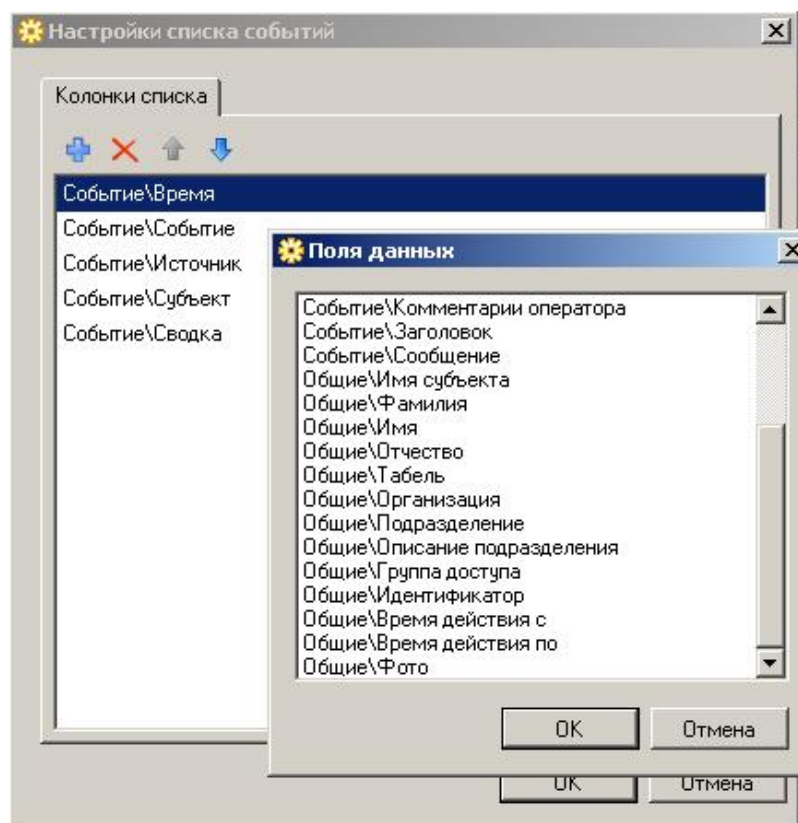 Настройки списка событий
Колонки списка
Событие\Время
Событие\Событие
Событие\Источник
Событие\Субъект
Событие\Сводка
Поля данных
Событие\Комментарии оператора
Событие\Заголовок
Событие\Сообщение
Общие\Имя субъекта
Общие\Фамилия
Общие\Имя
Общие\Отчество
Общие\Табель
Общие\Организация
Общие\Подразделение
Общие\Описание подразделения
Общие\Группа доступа
Общие\Идентификатор
Общие\Время действия с
Общие\Время действия по
Общие\Фото
OK Отмена
OK Отмена